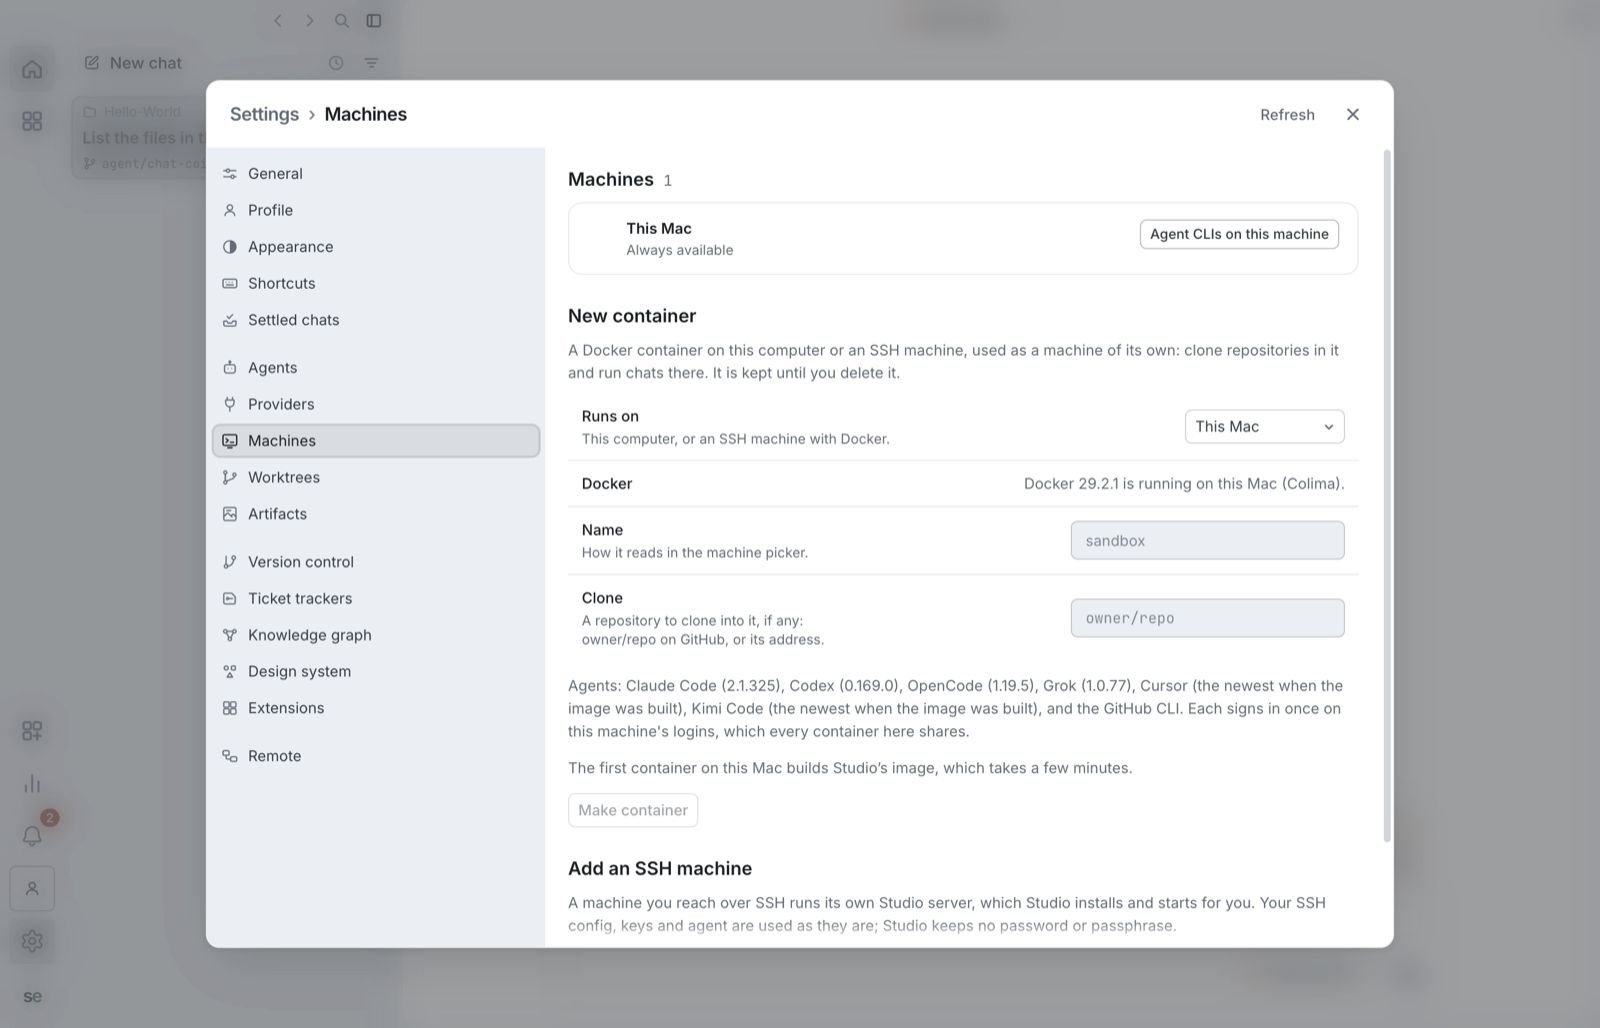 New chat
Hello-World
List the files in t
agent/chat-coi
Settings › Machines
Refresh
General
Profile
Appearance
Shortcuts
Settled chats
Agents
Providers
Machines
Worktrees
Artifacts
Version control
Ticket trackers
Knowledge graph
Design system
Extensions
Remote
Machines 1
This Mac
Always available
Agent CLIs on this machine
New container
A Docker container on this computer or an SSH machine, used as a machine of its own: clone repositories in it
and run chats there. It is kept until you delete it.
Runs on
This computer, or an SSH machine with Docker.
This Mac
Docker
Docker 29.2.1 is running on this Mac (Colima).
Name
How it reads in the machine picker.
sandbox
Clone
A repository to clone into it, if any:
owner/repo on GitHub, or its address.
owner/repo
Agents: Claude Code (2.1.325), Codex (0.169.0), OpenCode (1.19.5), Grok (1.0.77), Cursor (the newest when the
image was built), Kimi Code (the newest when the image was built), and the GitHub CLI. Each signs in once on
this machine's logins, which every container here shares.
The first container on this Mac builds Studio’s image, which takes a few minutes.
Make container
Add an SSH machine
A machine you reach over SSH runs its own Studio server, which Studio installs and starts for you. Your SSH
config, keys and agent are used as they are; Studio keeps no password or passphrase.
2
se